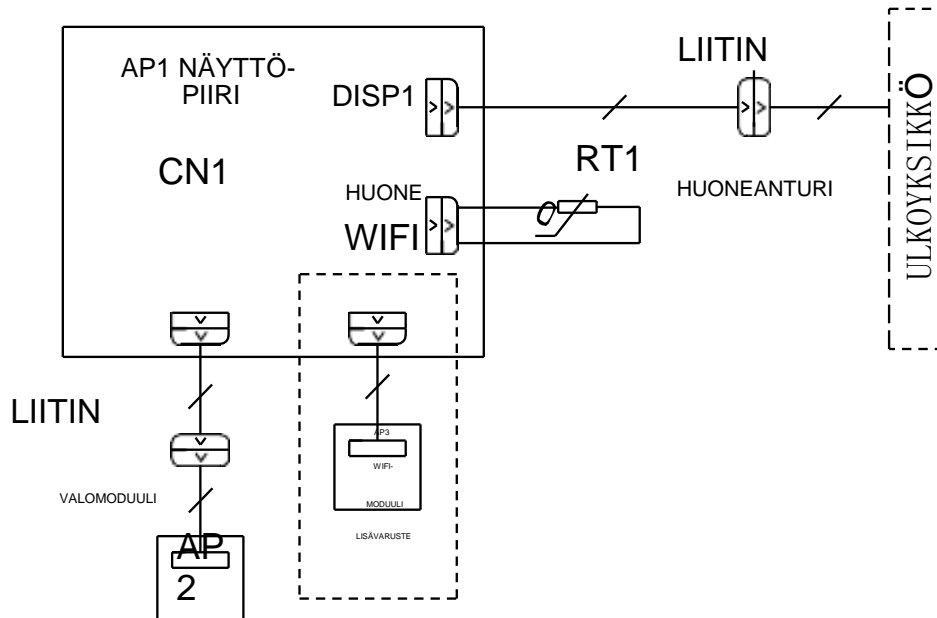 AP1 NÄYTTÖ-
PIIRI
DISP1
LIITIN
CN1
RT1
HUONE
HUONEANTURI
WIFI
ULKOYKSIKKÖ
LIITIN
AP3
WIFI-
MODUULI
VALOMODUULI
LISÄVARUSTE
AP
2